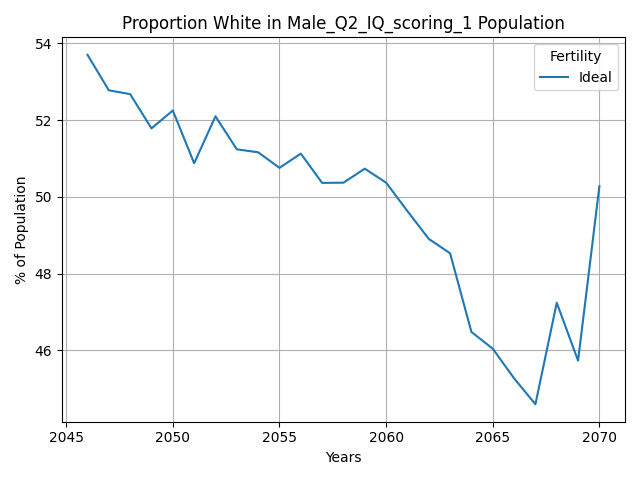 Proportion White in Male_Q2_IQ_scoring_1 Population
Fertility
Ideal
% of Population
54
52
50
48
46
2045 2050 2055 2060 2065 2070
Years